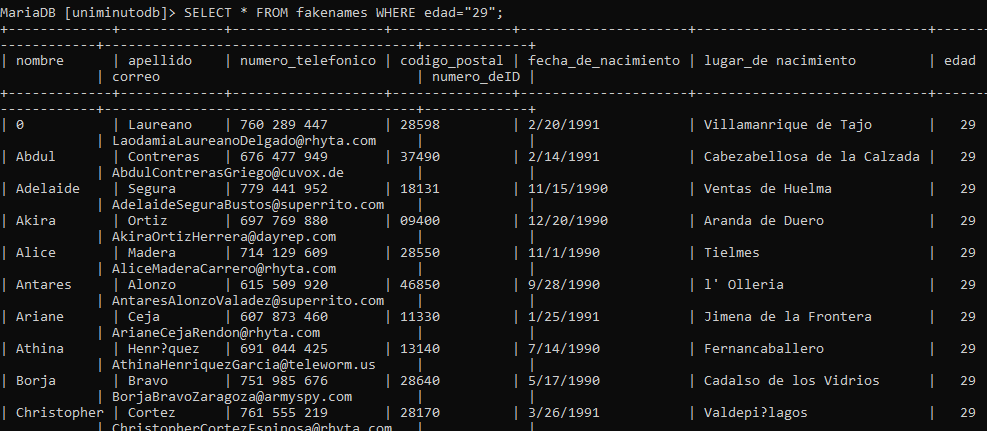 MariaDB [uniminutodb]> SELECT * FROM fakenames WHERE edad="29";
+-------------+-------------+-------------------+---------------+---------------------+-----------------------------+------
------------+--------------------------------------+-------------+
| nombre | apellido | numero_telefonico | codigo_postal | fecha_de_nacimiento | lugar_de nacimiento | edad
| correo | numero_deID |
+-------------+-------------+-------------------+---------------+---------------------+-----------------------------+------
------------+--------------------------------------+-------------+
| 0 | Laureano | 760 289 447 | 28598 | 2/20/1991 | Villamanrique de Tajo | 29
| LaodamiaLaureanoDelgado@rhyta.com | |
| Abdul | Contreras | 676 477 949 | 37490 | 2/14/1991 | Cabezabellosa de la Calzada | 29
| AbdulContrerasGriego@cuvox.de | |
| Adelaide | Segura | 779 441 952 | 18131 | 11/15/1990 | Ventas de Huelma | 29
| AdelaideSeguraBustos@superrito.com | |
| Akira | Ortiz | 697 769 880 | 09400 | 12/20/1990 | Aranda de Duero | 29
| AkiraOrtizHerrera@dayrep.com | |
| Alice | Madera | 714 129 609 | 28550 | 11/1/1990 | Tielmes | 29
| AliceMaderaCarrero@rhyta.com | |
| Antares | Alonzo | 615 509 920 | 46850 | 9/28/1990 | l' Olleria | 29
| AntaresAlonzoValadez@superrito.com | |
| Ariane | Ceja | 607 873 460 | 11330 | 1/25/1991 | Jimena de la Frontera | 29
| ArianeCejaRendon@rhyta.com | |
| Athina | Henr?quez | 691 044 425 | 13140 | 7/14/1990 | Fernancaballero | 29
| AthinaHenriquezGarcia@teleworm.us | |
| Borja | Bravo | 751 985 676 | 28640 | 5/17/1990 | Cadalso de los Vidrios | 29
| BorjaBravoZaragoza@armyspy.com | |
| Christopher | Cortez | 761 555 219 | 28170 | 3/26/1991 | Valdepi?lagos | 29
| ChristopherCortezEspinosa@rhyta.com | |